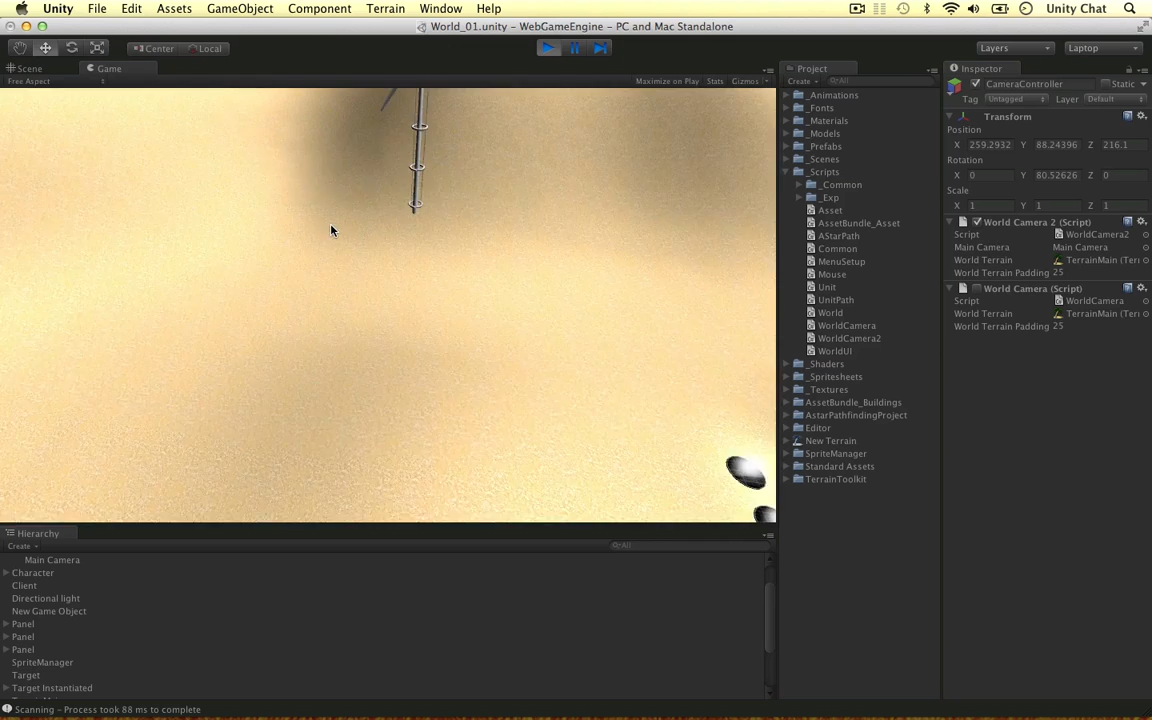 Unity File Edit Assets GameObject Component Terrain Window Help Unity Chat
World_01.unity - WebGameEngine - PC and Mac Standalone
Center Local Layers Laptop
Scene Game Project Inspector
Free Aspect Maximize on Play Stats Gizmos Create All
CameraController Static
Tag Untagged Layer Default
Transform
Position
X 259.2932 Y 88.24396 Z 216.1
Rotation
X 0 Y 80.52626 Z 0
Scale
X 1 Y 1 Z 1
World Camera 2 (Script)
Script WorldCamera2
Main Camera Main Camera
World Terrain TerrainMain (Teri
World Terrain Padding 25
World Camera (Script)
Script WorldCamera
World Terrain TerrainMain (Teri
World Terrain Padding 25
_Animations
_Fonts
_Materials
_Models
_Prefabs
_Scenes
_Scripts
_Common
_Exp
Asset
AssetBundle_Asset
AStarPath
Common
MenuSetup
Mouse
Unit
UnitPath
World
WorldCamera
WorldCamera2
WorldUI
_Shaders
_Spritesheets
_Textures
AssetBundle_Buildings
AstarPathfindingProject
Editor
New Terrain
SpriteManager
Standard Assets
TerrainToolkit
Hierarchy
Create All
Main Camera
Character
Client
Directional light
New Game Object
Panel
Panel
Panel
SpriteManager
Target
Target Instantiated
Scanning - Process took 88 ms to complete